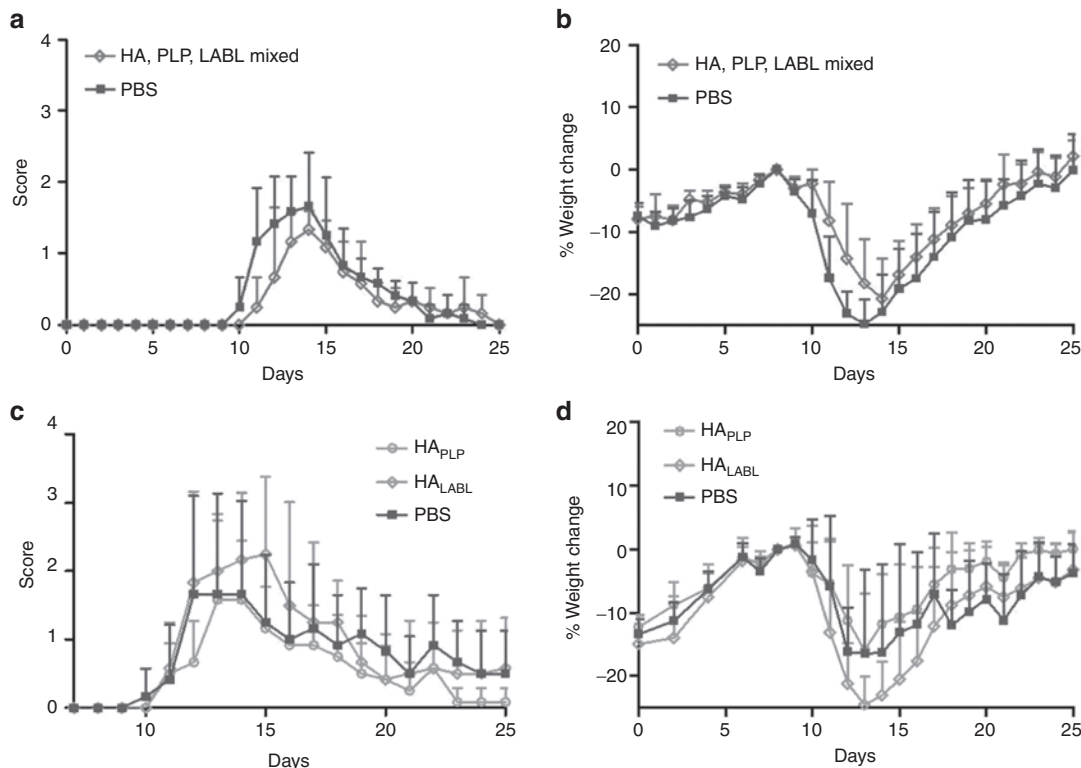 a
4
3
2
1
0
Score
HA, PLP, LABL mixed
PBS
0 5 10 15 20 25
Days
b
20
10
0
−10
−20
% Weight change
HA, PLP, LABL mixed
PBS
0 5 10 15 20 25
Days
c
4
3
2
1
0
Score
HAPLP
HALABL
PBS
10 15 20 25
Days
d
20
10
0
−10
−20
% Weight change
HAPLP
HALABL
PBS
0 5 10 15 20 25
Days